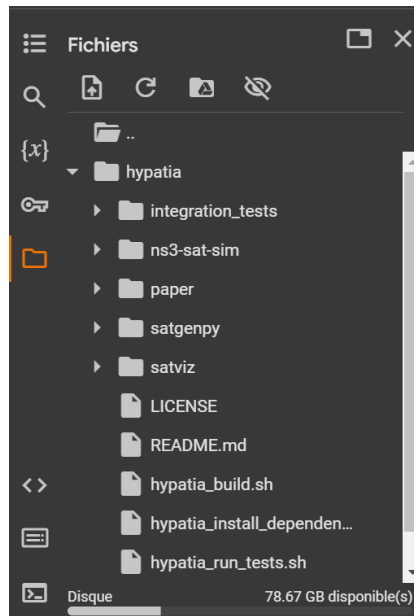 Fichiers
{x}
..
hypatia
integration_tests
ns3-sat-sim
paper
satgenpy
satviz
LICENSE
README.md
hypatia_build.sh
hypatia_install_dependen...
hypatia_run_tests.sh
Disque 78.67 GB disponible(s)